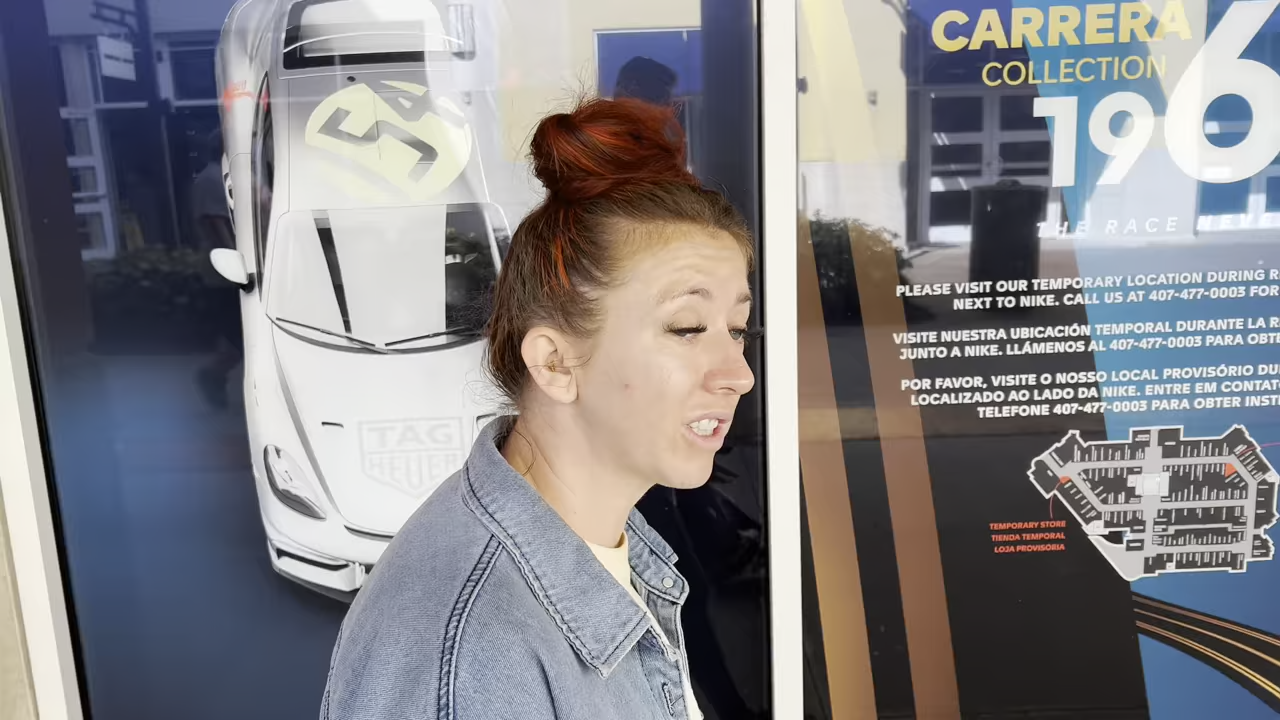 CARRERA
COLLECTION
196
THE RACE NEVE
PLEASE VISIT OUR TEMPORARY LOCATION DURING R
NEXT TO NIKE. CALL US AT 407-477-0003 FOR
VISITE NUESTRA UBICACIÓN TEMPORAL DURANTE LA R
JUNTO A NIKE. LLÁMENOS AL 407-477-0003 PARA OBTE
POR FAVOR, VISITE O NOSSO LOCAL PROVISÓRIO DU
LOCALIZADO AO LADO DA NIKE. ENTRE EM CONTAT
TELEFONE 407-477-0003 PARA OBTER INST
TEMPORARY STORE
TIENDA TEMPORAL
LOJA PROVISORIA
TAG
HEUER